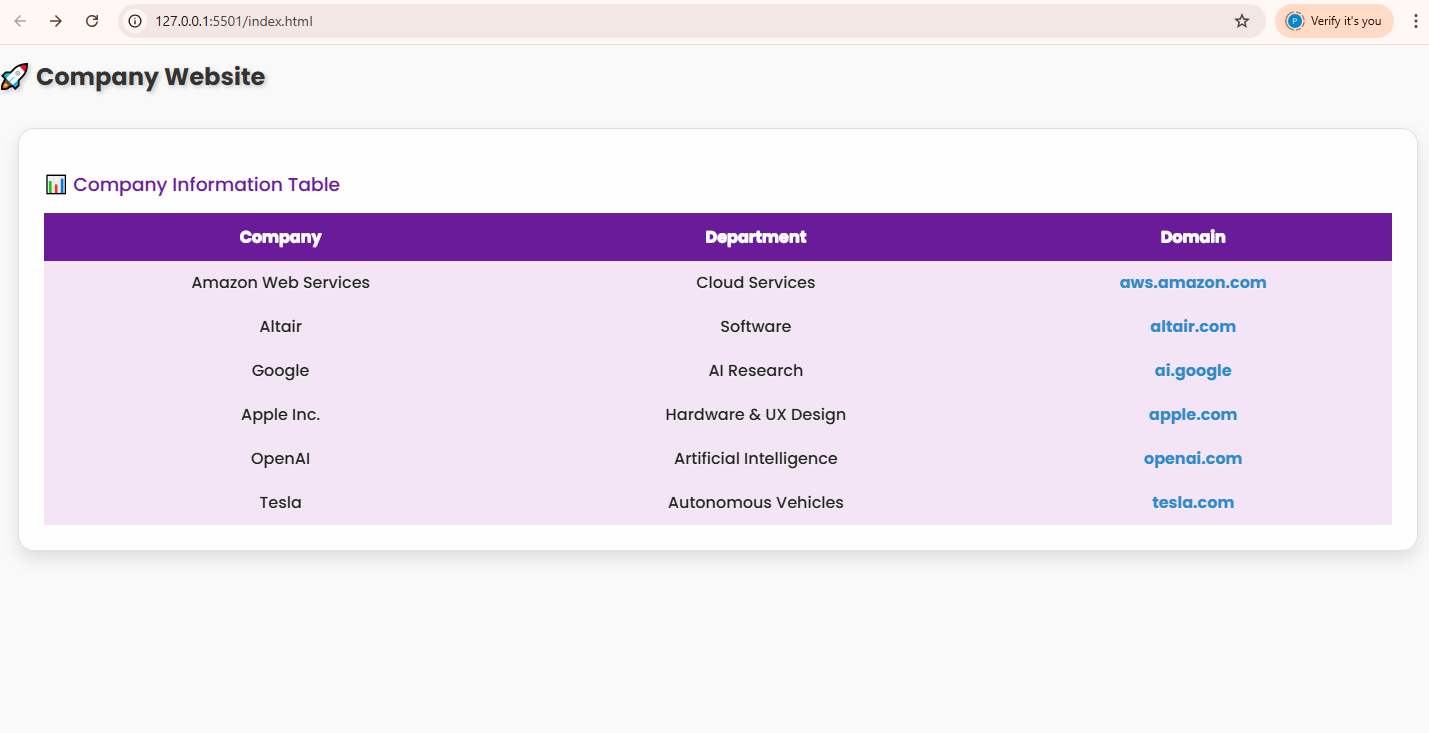 127.0.0.1:5501/index.html
P Verify it's you
Company Website
Company Information Table
Company Department Domain
Amazon Web Services Cloud Services aws.amazon.com
Altair Software altair.com
Google AI Research ai.google
Apple Inc. Hardware & UX Design apple.com
OpenAI Artificial Intelligence openai.com
Tesla Autonomous Vehicles tesla.com